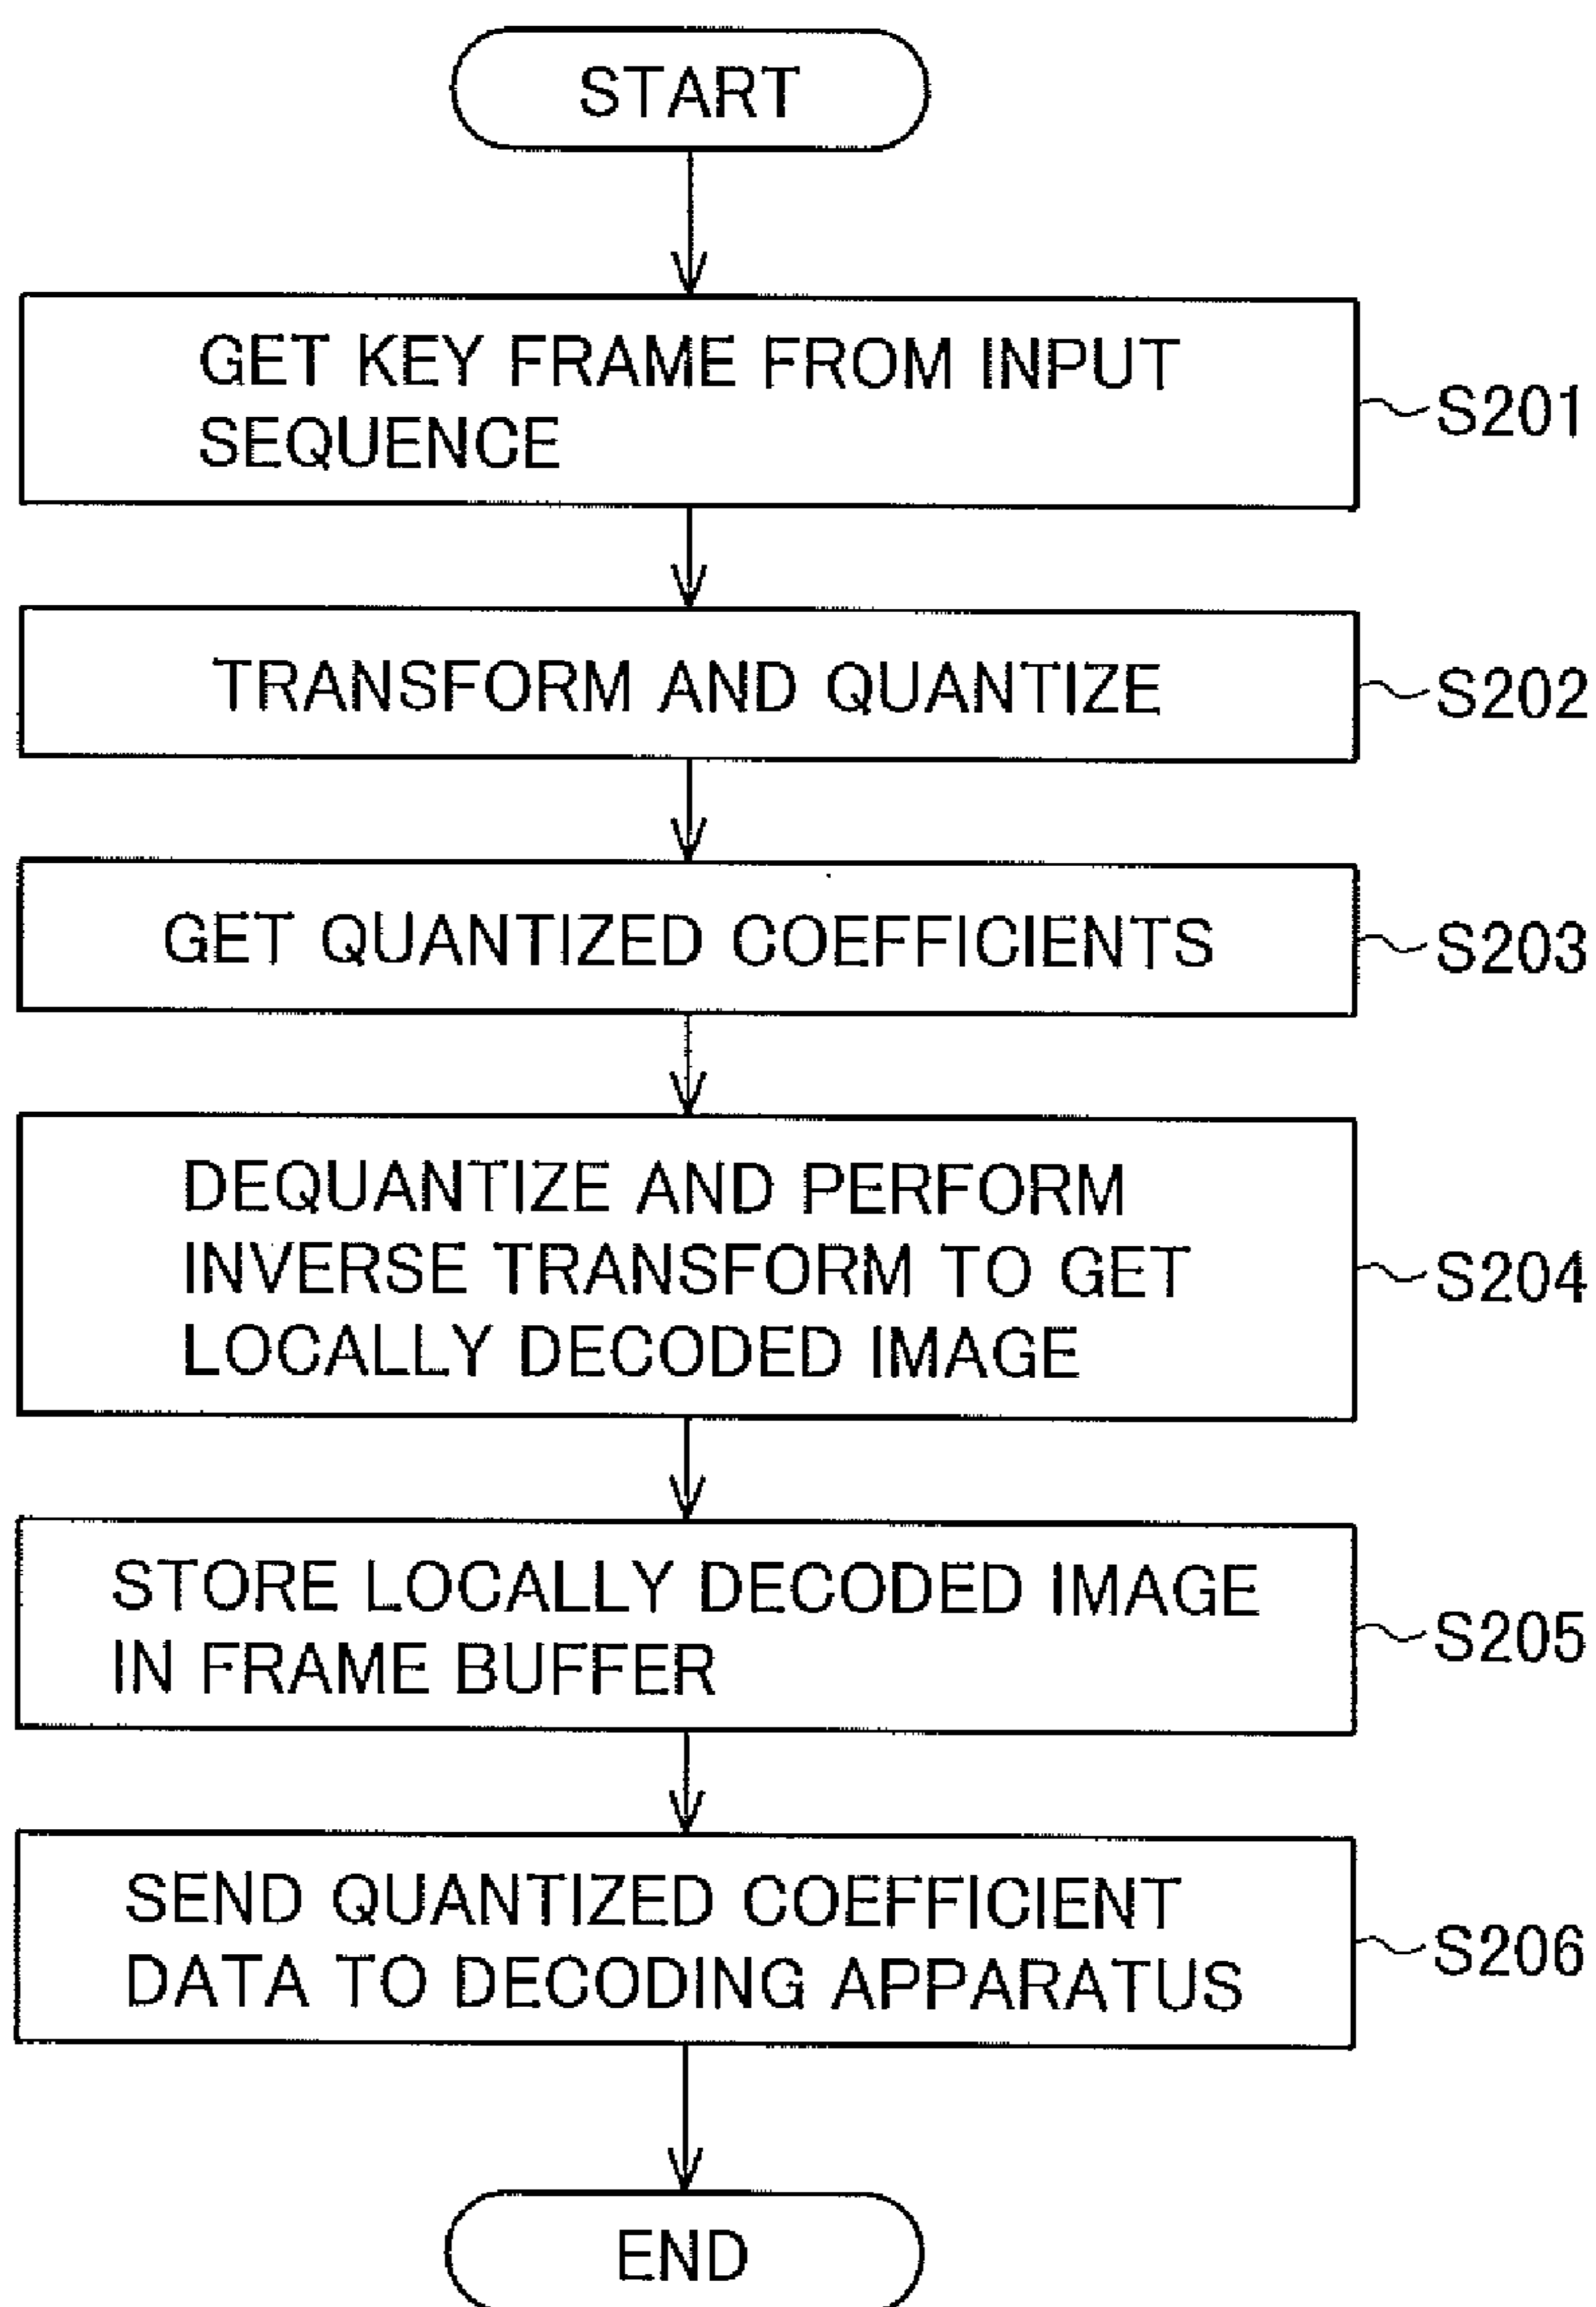 START
GET KEY FRAME FROM INPUT
SEQUENCE
S201
TRANSFORM AND QUANTIZE
S202
GET QUANTIZED COEFFICIENTS
S203
DEQUANTIZE AND PERFORM
INVERSE TRANSFORM TO GET
LOCALLY DECODED IMAGE
S204
STORE LOCALLY DECODED IMAGE
IN FRAME BUFFER
S205
SEND QUANTIZED COEFFICIENT
DATA TO DECODING APPARATUS
S206
END